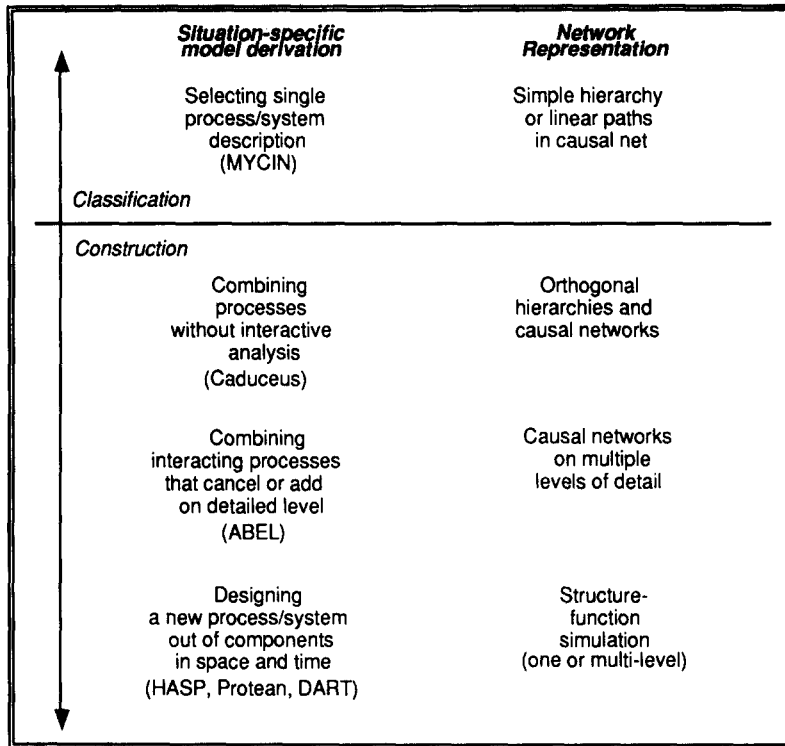 Situation-specific
model derivation
Network
Representation
Selecting single
process/system
description
(MYCIN)
Simple hierarchy
or linear paths
in causal net
Classification
Construction
Combining
processes
without interactive
analysis
(Caduceus)
Orthogonal
hierarchies and
causal networks
Combining
interacting processes
that cancel or add
on detailed level
(ABEL)
Causal networks
on multiple
levels of detail
Designing
a new process/system
out of components
in space and time
(HASP, Protean, DART)
Structure-
function
simulation
(one or multi-level)